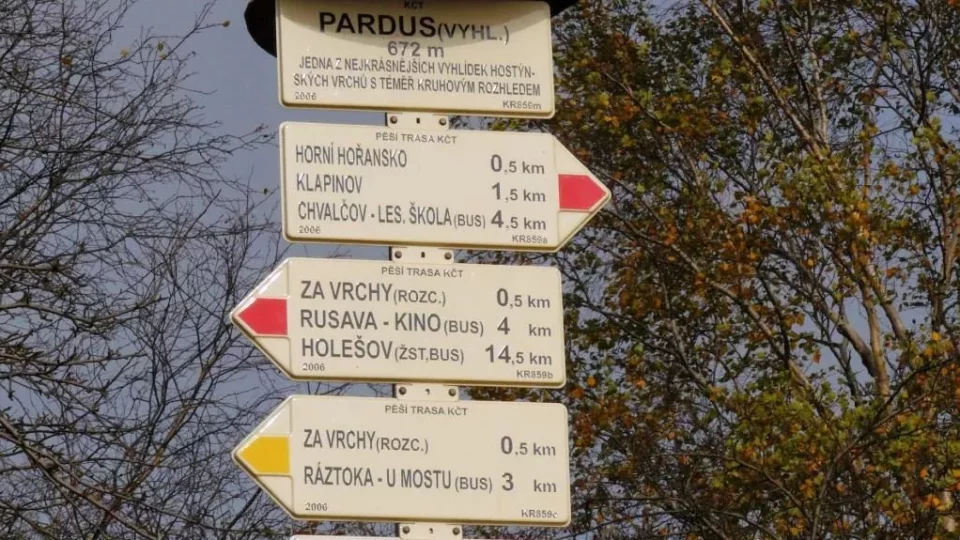 KČT
PARDUS(VYHL.)
672 m
JEDNA Z NEJKRÁSNĚJŠÍCH VYHLÍDEK HOSTÝN-
SKÝCH VRCHŮ S TÉMĚŘ KRUHOVÝM ROZHLEDEM
2006 KR859m
PĚŠÍ TRASA KČT
HORNÍ HOŘANSKO 0,5 km
KLAPINOV 1,5 km
CHVALČOV - LES. ŠKOLA(BUS) 4,5 km
2006 KR859a
PĚŠÍ TRASA KČT
ZA VRCHY(ROZC.) 0,5 km
RUSAVA - KINO(BUS) 4 km
HOLEŠOV(ŽST,BUS) 14,5 km
2006 KR859b
PĚŠÍ TRASA KČT
ZA VRCHY(ROZC.) 0,5 km
RÁZTOKA - U MOSTU(BUS) 3 km
2006 KR859c